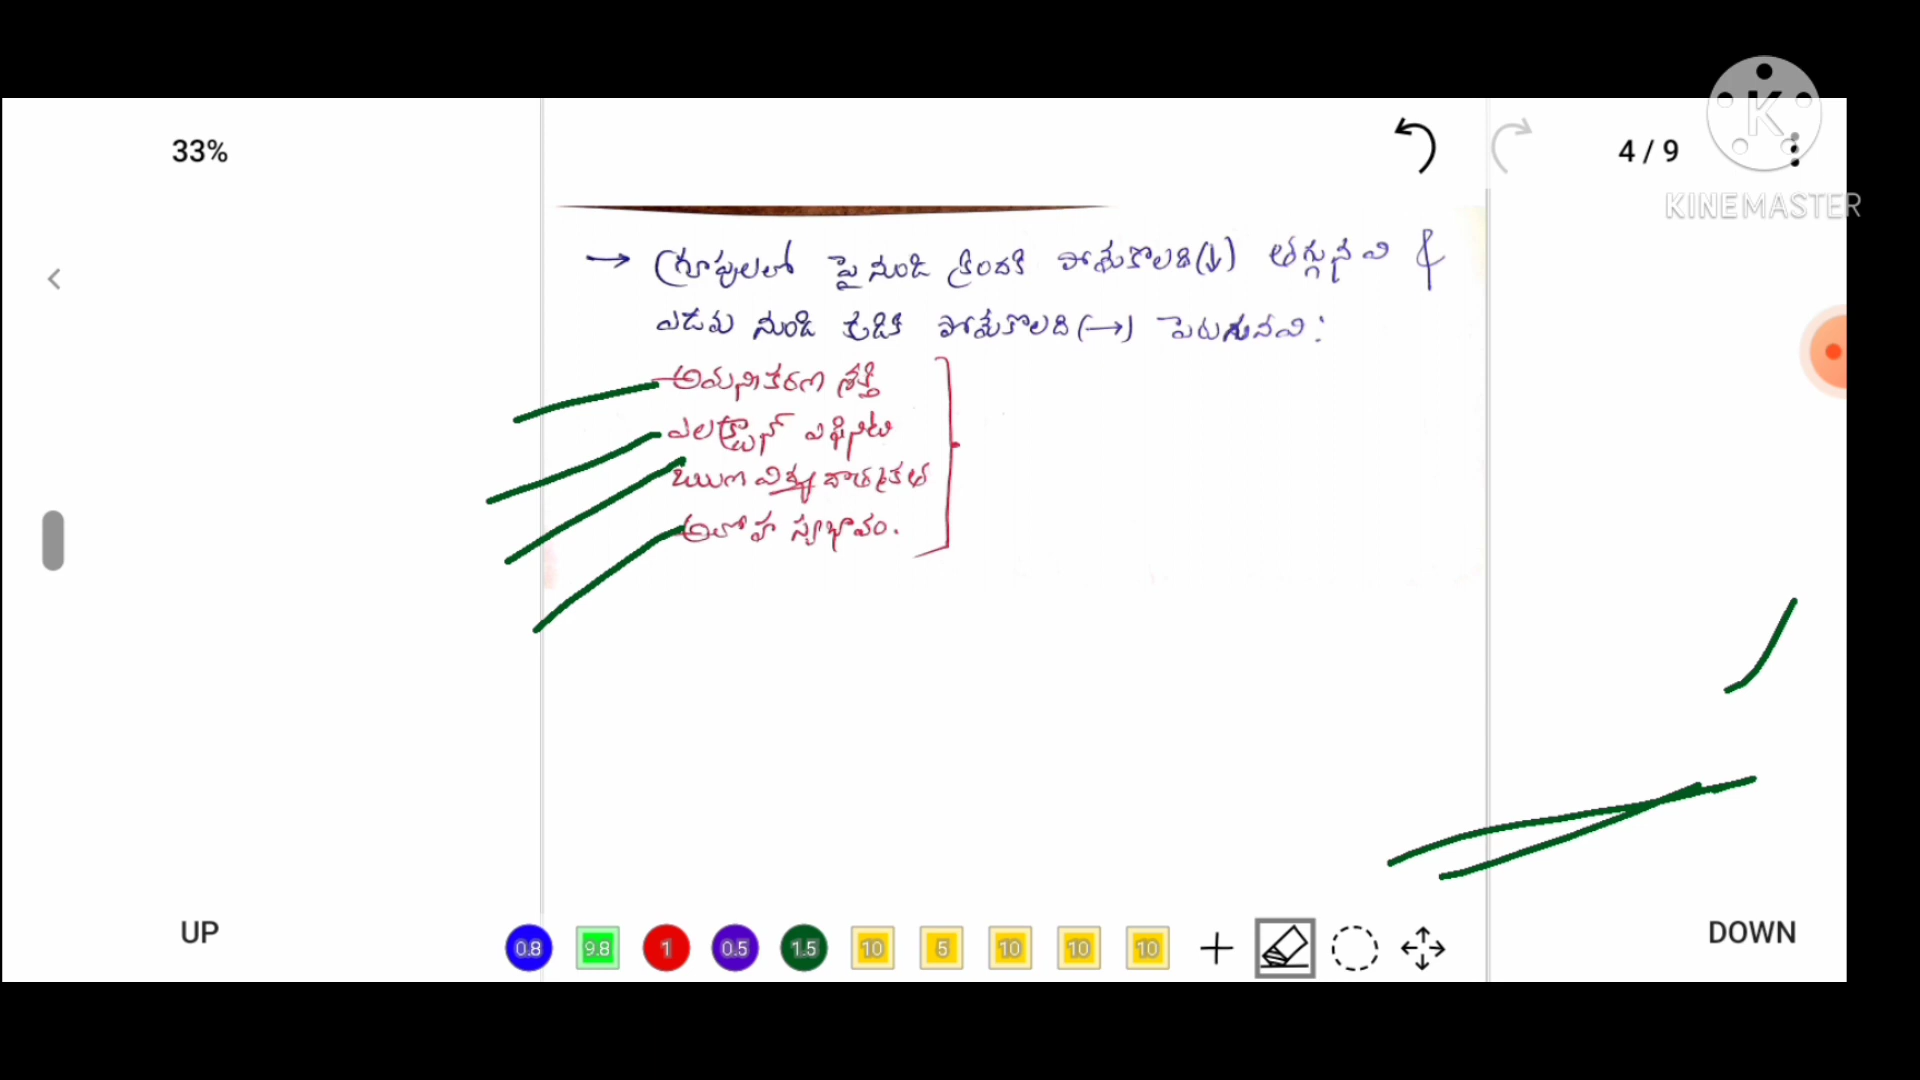 33%
4 / 9
KINEMASTER
→ గ్రూపులలో పై నుండి క్రిందకి పోయేకొలది(↓) తగ్గునవి &
ఎడమ నుండి కుడికి పోయేకొలది(→) పెరుగునవి:
అయనీకరణ శక్తి
ఎలక్ట్రాన్ ఎఫినిటి
ఋణ విద్యుదాత్మకత
అలోహ స్వభావం.
UP
0.8 9.8 1 0.5 1.5 10 5 10 10 10
DOWN